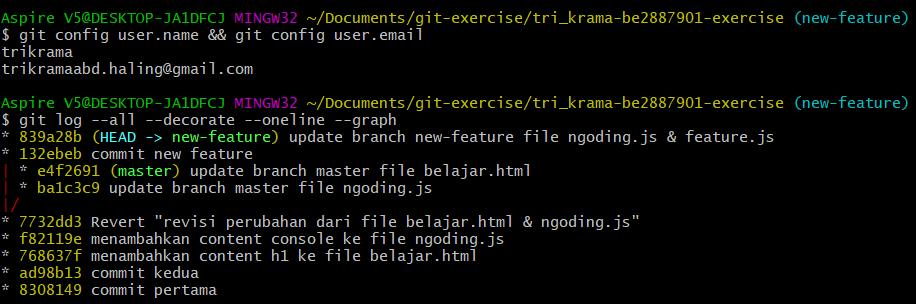 Aspire V5@DESKTOP-JA1DFCJ MINGW32 ~/Documents/git-exercise/tri_krama-be2887901-exercise (new-feature)
$ git config user.name && git config user.email
trikrama
trikramaabd.haling@gmail.com
Aspire V5@DESKTOP-JA1DFCJ MINGW32 ~/Documents/git-exercise/tri_krama-be2887901-exercise (new-feature)
$ git log --all --decorate --oneline --graph
* 839a28b (HEAD -> new-feature) update branch new-feature file ngoding.js & feature.js
* 132ebeb commit new feature
| * e4f2691 (master) update branch master file belajar.html
| * ba1c3c9 update branch master file ngoding.js
|/
* 7732dd3 Revert "revisi perubahan dari file belajar.html & ngoding.js"
* f82119e menambahkan content console ke file ngoding.js
* 768637f menambahkan content h1 ke file belajar.html
* ad98b13 commit kedua
* 8308149 commit pertama